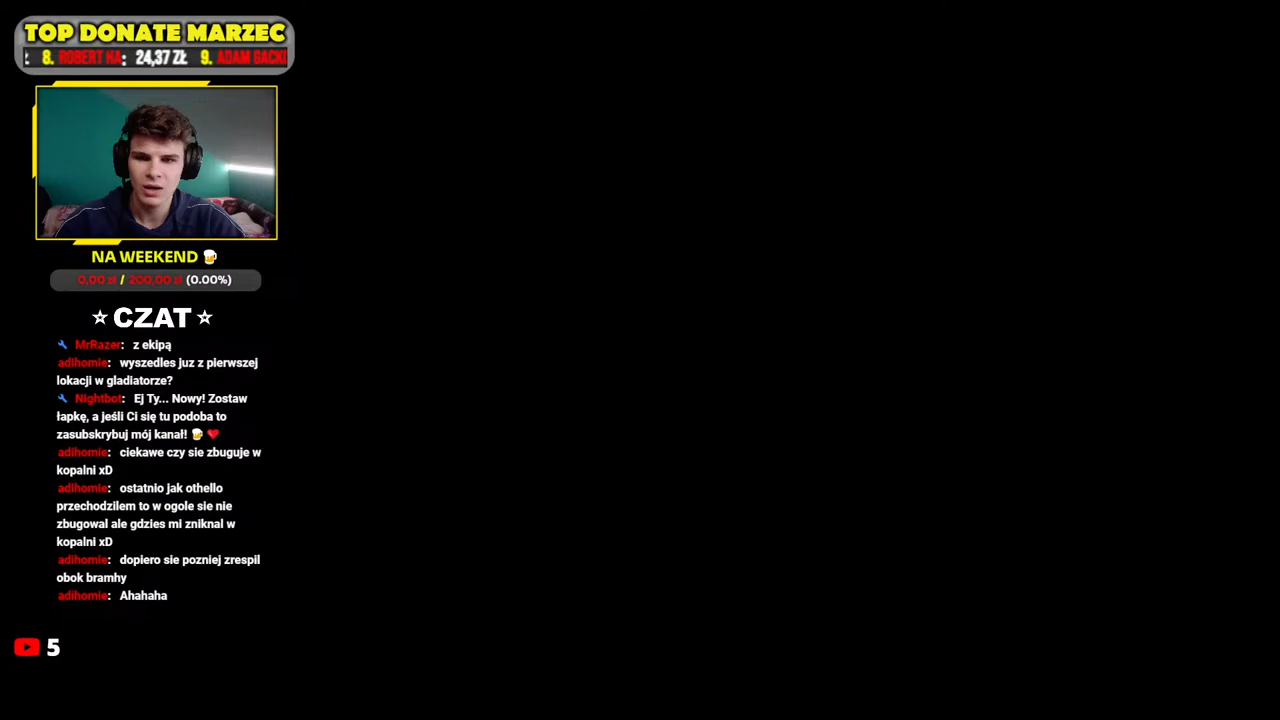 TOP DONATE MARZEC
8. ROBERT HA: 24,37 ZŁ 9. ADAM GACK
NA WEEKEND 🍺
0,00 zł / 200,00 zł (0.00%)
☆ CZAT ☆
MrRazer: z ekipą
adihomie: wyszedles juz z pierwszej
lokacji w gladiatorze?
Nightbot: Ej Ty... Nowy! Zostaw
łapkę, a jeśli Ci się tu podoba to
zasubskrybuj mój kanał! 🍺 ❤️
adihomie: ciekawe czy sie zbuguje w
kopalni xD
adihomie: ostatnio jak othello
przechodzilem to w ogole sie nie
zbugowal ale gdzies mi zniknal w
kopalni xD
adihomie: dopiero sie pozniej zrespil
obok bramhy
adihomie: Ahahaha
5